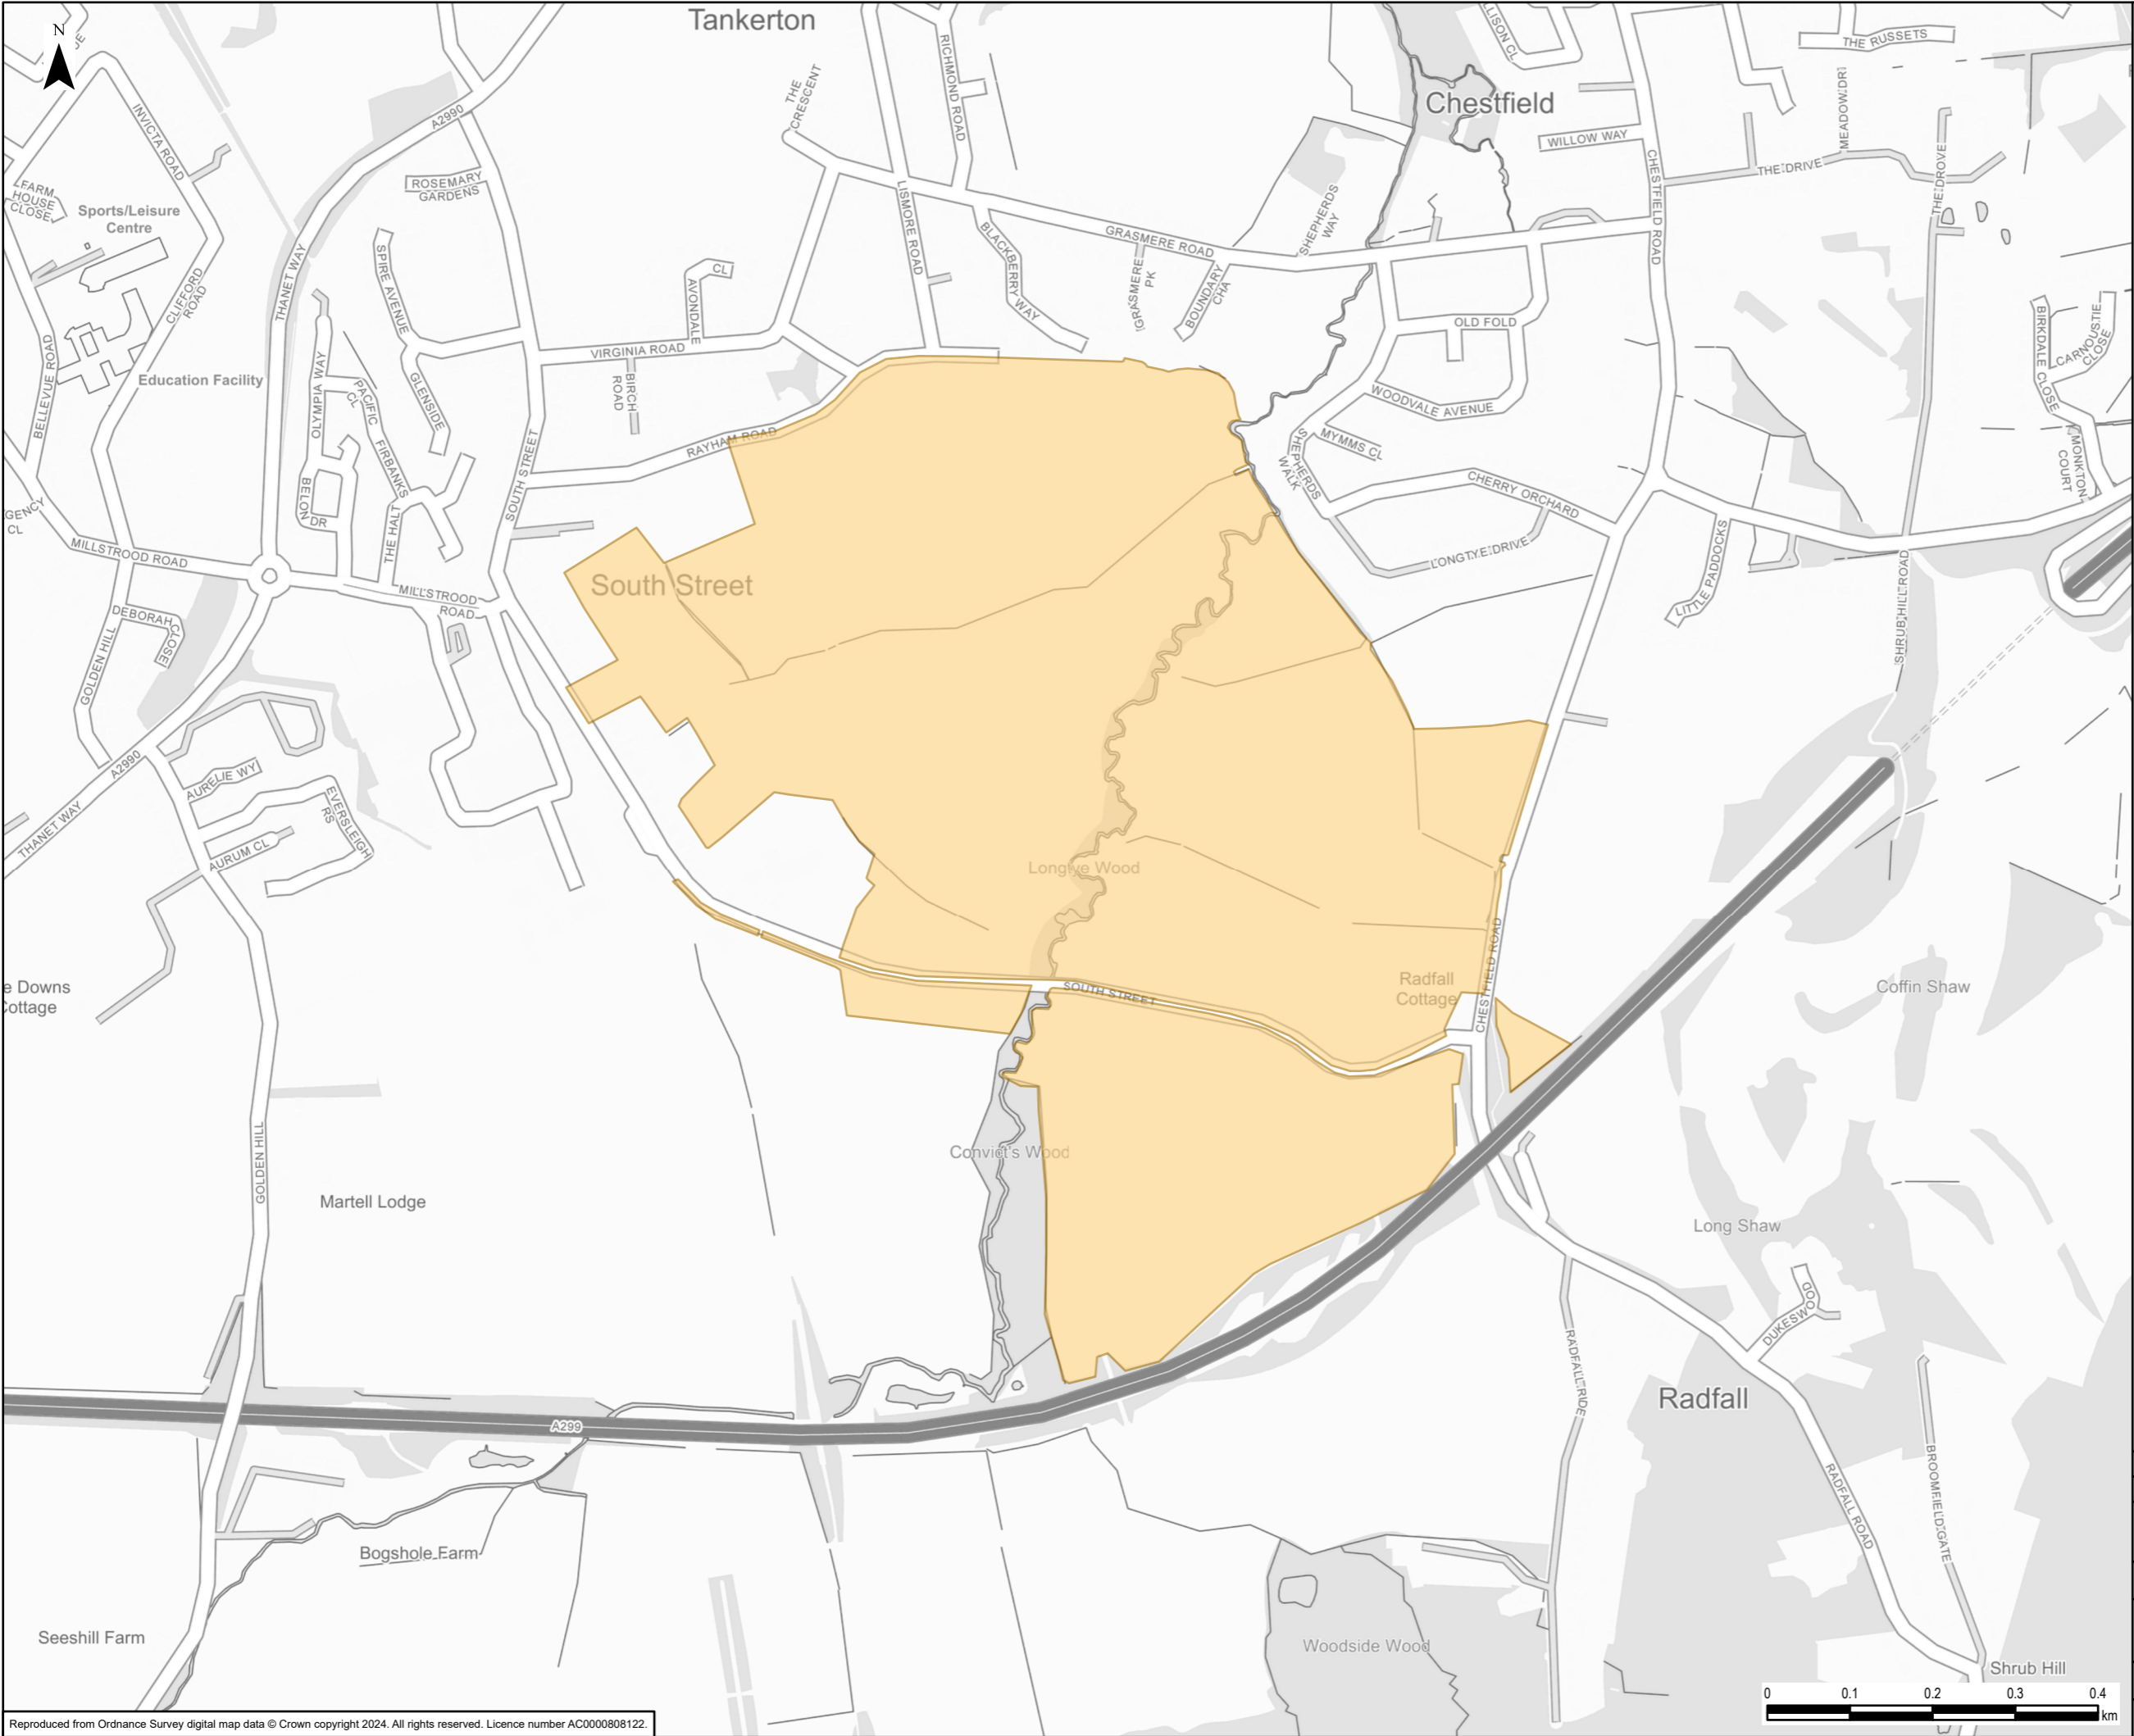 Tankerton
N
LLISON CL
THE RUSSETS
RICHMOND ROAD
THE
CRESCENT
Chestfield
INVICTA ROAD
A2990
MEADOW DR
WILLOW WAY
CHESTFIELD ROAD
THE DRIVE
THE DROVE
ROSEMARY
GARDENS
FARM
HOUSE
CLOSE
Sports/Leisure
Centre
LISMORE ROAD
SHEPHERDS
WAY
BLACKBERRY WAY
GRASMERE ROAD
GRASMERE
PK
BOUNDARY
CHA
THANET WAY
SPIRE AVENUE
CLIFFORD
ROAD
AVONDALE
CL
OLD FOLD
BIRKDALE CLOSE
CARNOUSTIE
CLOSE
VIRGINIA ROAD
BIRCH
ROAD
BELLEVUE ROAD
Education Facility
OLYMPIA WAY
PACIFIC
CL
GLENSIDE
WOODVALE AVENUE
FIRBANKS
SOUTH STREET
RAYHAM ROAD
SHEPHERDS
WALK
MYMMS CL
MONKTON
COURT
CHERRY ORCHARD
BELON
DR
THE HALT
GENCY
CL
MILLSTROOD ROAD
LONGTYE DRIVE
LITTLE PADDOCKS
SHRUB HILL ROAD
South Street
MILLSTROOD
ROAD
DEBORAH
CLOSE
GOLDEN HILL
A2990
AURELIE WY
EVERSLEIGH
RS
THANET WAY
AURUM CL
Longtye Wood
CHESTFIELD ROAD
e Downs
Cottage
Radfall
Cottage
SOUTH STREET
Coffin Shaw
Convict's Wood
GOLDEN HILL
Martell Lodge
Long Shaw
DUKESWOOD
RADFALL RIDE
Radfall
A299
BROOMFIELD GATE
RADFALL ROAD
Bogshole Farm
Seeshill Farm
Woodside Wood
Shrub Hill
0 0.1 0.2 0.3 0.4
km
Reproduced from Ordnance Survey digital map data © Crown copyright 2024. All rights reserved. Licence number AC0000808122.